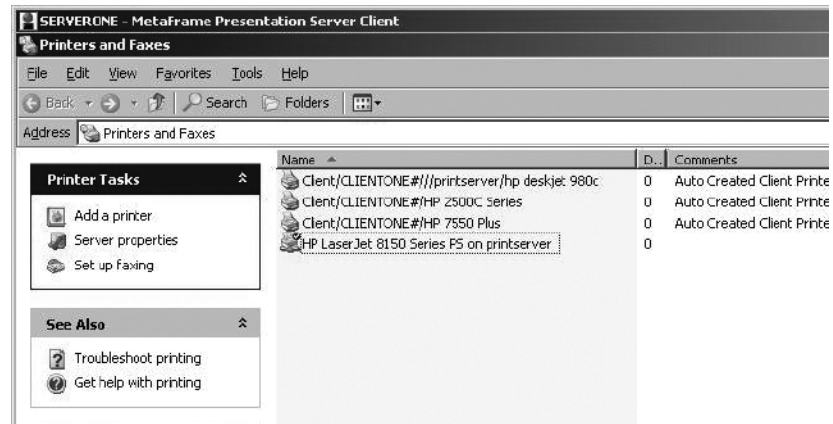 SERVERONE - MetaFrame Presentation Server Client
Printers and Faxes
File Edit View Favorites Tools Help
Back Search Folders
Address Printers and Faxes
Name D.. Comments
Client/CLIENTONE#///printserver/hp deskjet 980c 0 Auto Created Client Printe
Client/CLIENTONE#/HP 2500C Series 0 Auto Created Client Printe
Client/CLIENTONE#/HP 7550 Plus 0 Auto Created Client Printe
HP LaserJet 8150 Series PS on printserver 0
Printer Tasks
Add a printer
Server properties
Set up faxing
See Also
Troubleshoot printing
Get help with printing